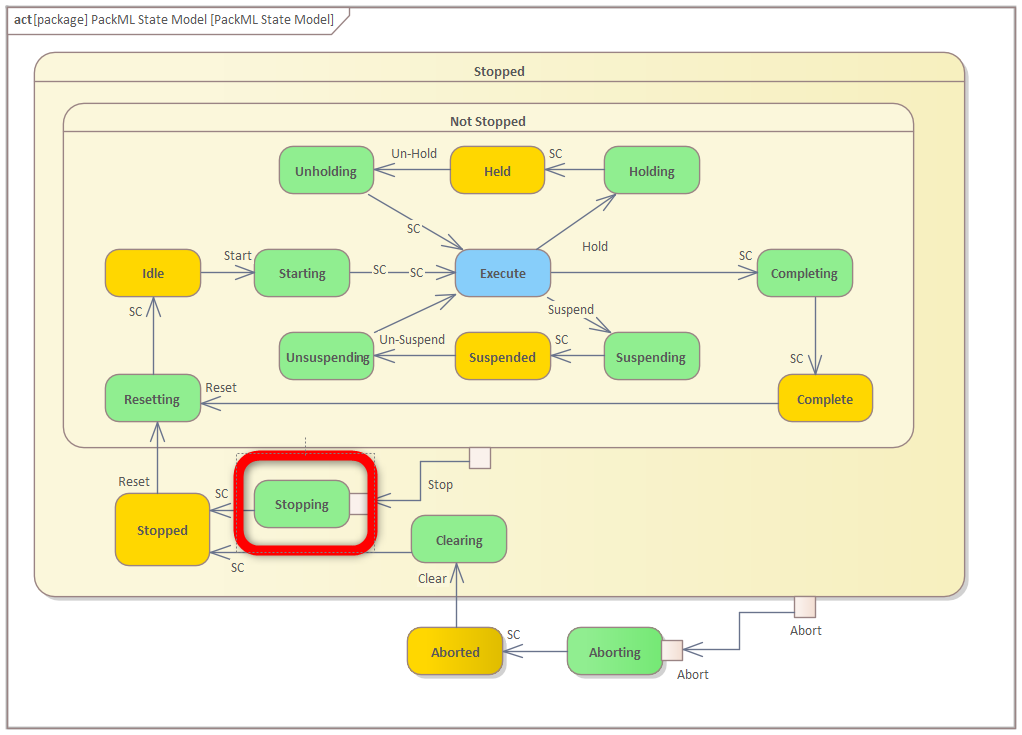 act [package] PackML State Model [PackML State Model]
Stopped
Not Stopped
Un-Hold
SC
Unholding
Held
Holding
SC
Hold
Start
SC
SC
SC
Idle
Starting
Execute
Completing
SC
Suspend
Un-Suspend
SC
Unsuspending
Suspended
Suspending
SC
Reset
Resetting
Complete
Reset
SC
Stop
Stopping
Stopped
Clearing
SC
Clear
Abort
SC
Aborted
Aborting
Abort